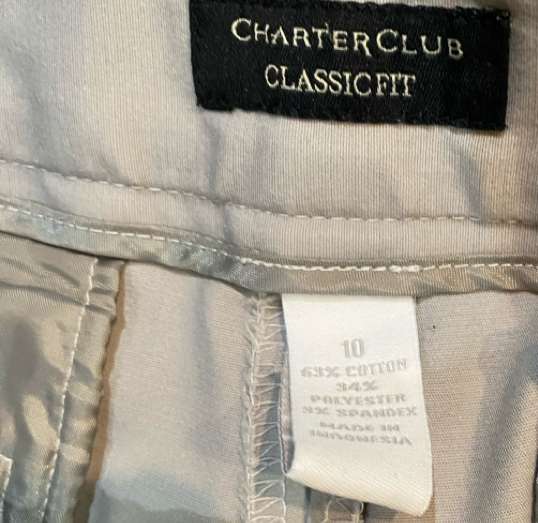 CHARTER CLUB
CLASSIC FIT
10
63% COTTON
34%
POLYESTER
3% SPANDEX
MADE IN
INDONESIA